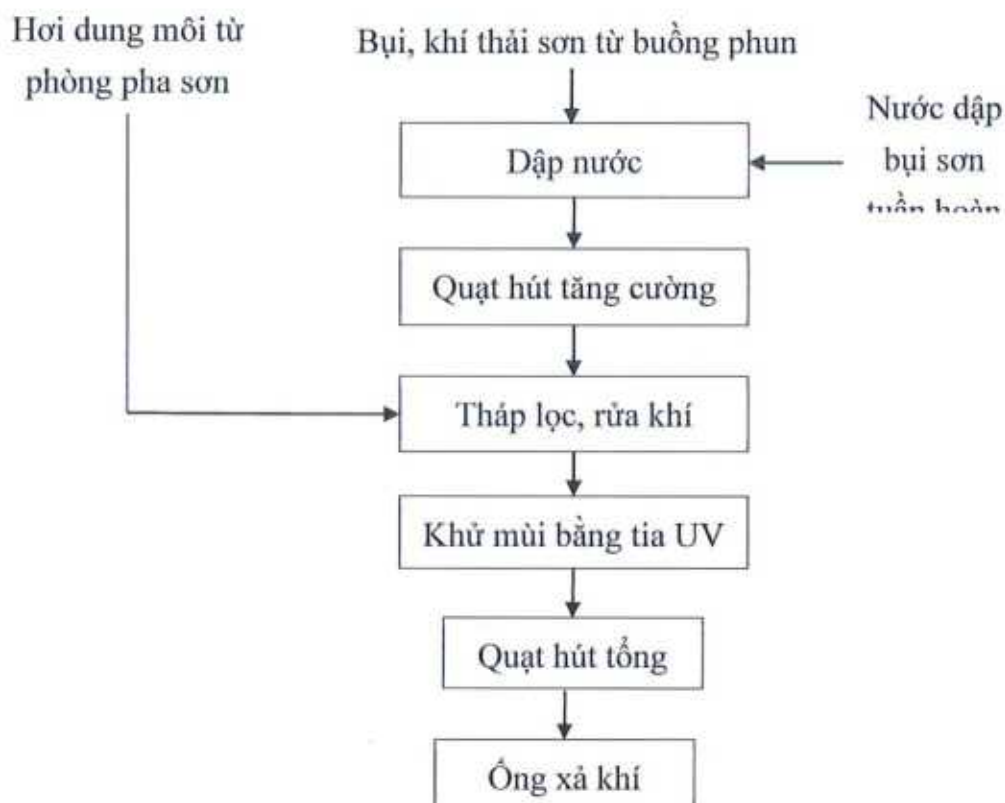 Hơi dung môi từ
phòng pha sơn
Bụi, khí thải sơn từ buồng phun
Nước dập
bụi sơn
tuần hoàn
Dập nước
Quạt hút tăng cường
Tháp lọc, rửa khí
Khử mùi bằng tia UV
Quạt hút tổng
Ống xả khí